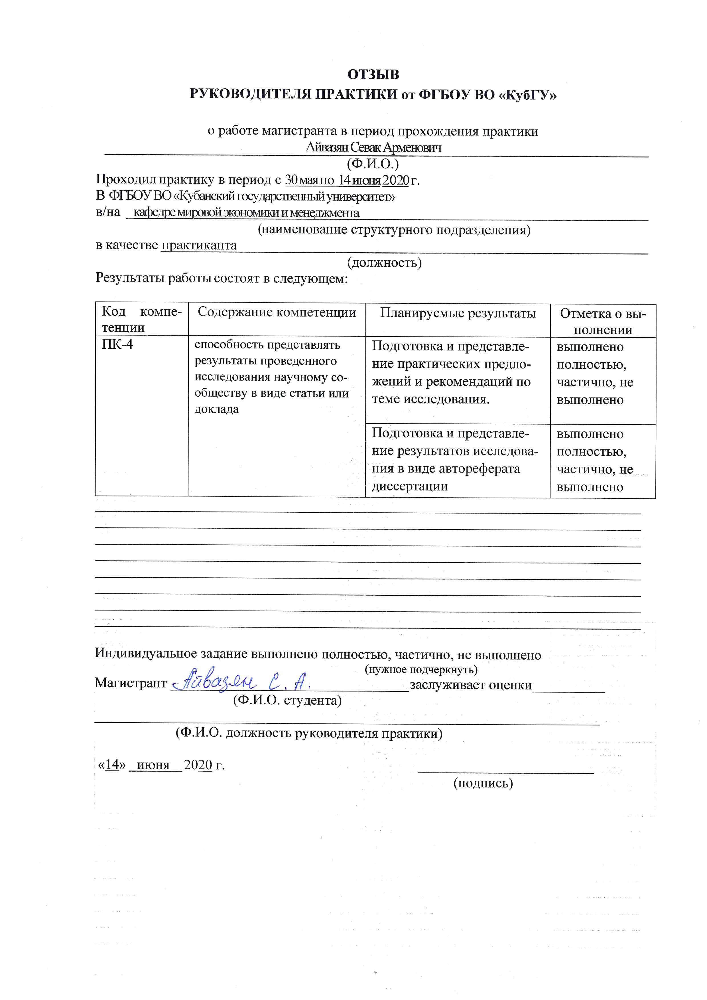 ОТЗЫВ
РУКОВОДИТЕЛЯ ПРАКТИКИ от ФГБОУ ВО «КубГУ»
о работе магистранта в период прохождения практики
Айвазян Севак Арменович
(Ф.И.О.)
Проходил практику в период с 30 мая по 14 июня 2020 г.
В ФГБОУ ВО «Кубанский государственный университет»
в/на кафедре мировой экономики и менеджмента
(наименование структурного подразделения)
в качестве практиканта
(должность)
Результаты работы состоят в следующем:
Код компе-
тенции
Содержание компетенции
Планируемые результаты
Отметка о вы-
полнении
ПК-4
способность представлять
результаты проведенного
исследования научному со-
обществу в виде статьи или
доклада
Подготовка и представле-
ние практических предло-
жений и рекомендаций по
теме исследования.
выполнено
полностью,
частично, не
выполнено
Подготовка и представле-
ние результатов исследова-
ния в виде автореферата
диссертации
выполнено
полностью,
частично, не
выполнено
Индивидуальное задание выполнено полностью, частично, не выполнено
(нужное подчеркнуть)
Магистрант Айвазян С. А. заслуживает оценки
(Ф.И.О. студента)
(Ф.И.О. должность руководителя практики)
«14» июня 2020 г.
(подпись)